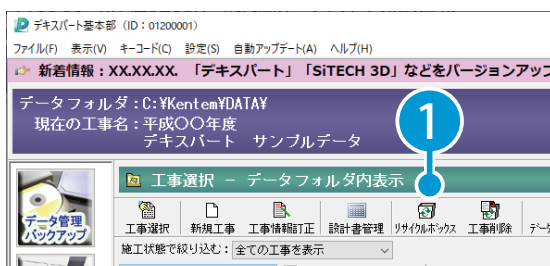 デキスパート基本部（ID：01200001）
ファイル(F) 表示(V) キーコード(C) 設定(S) 自動アップデート(A) ヘルプ(H)
新着情報：XX.XX.XX. 「デキスパート」「SiTECH 3D」などをバージョンアップ
データフォルダ：C:¥Kentem¥DATA¥
現在の工事名：平成〇〇年度
デキスパート サンプルデータ
1
工事選択 － データフォルダ内表示
データ管理
バックアップ
工事選択 新規工事 工事情報訂正 設計書管理 リサイクルボックス 工事削除 データ
施工状態で絞り込む： 全ての工事を表示